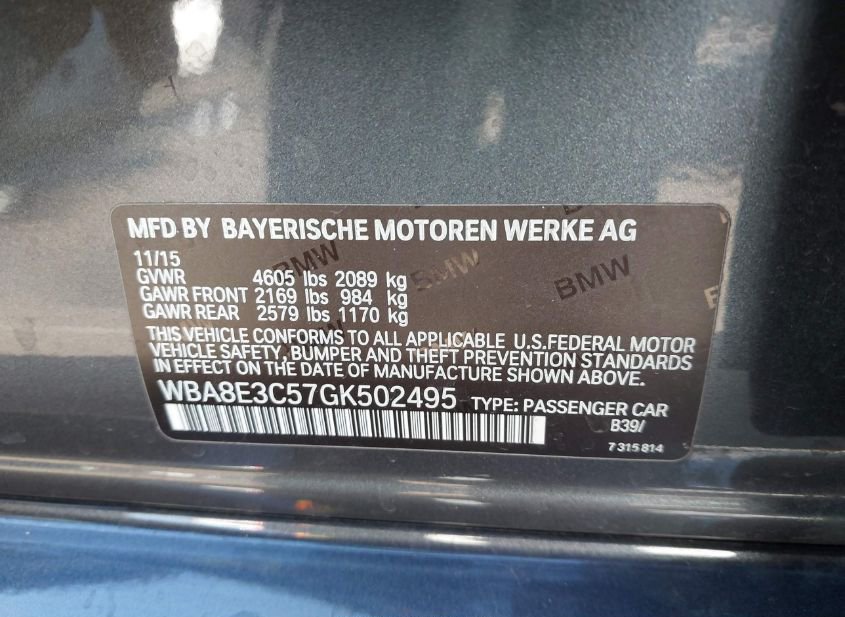 MFD BY BAYERISCHE MOTOREN WERKE AG
11/15
GVWR 4605 lbs 2089 kg
GAWR FRONT 2169 lbs 984 kg
GAWR REAR 2579 lbs 1170 kg
THIS VEHICLE CONFORMS TO ALL APPLICABLE U.S.FEDERAL MOTOR
VEHICLE SAFETY, BUMPER AND THEFT PREVENTION STANDARDS
IN EFFECT ON THE DATE OF MANUFACTURE SHOWN ABOVE.
WBA8E3C57GK502495 TYPE: PASSENGER CAR
B39/
7 315 814
BMW
BMW
BMW